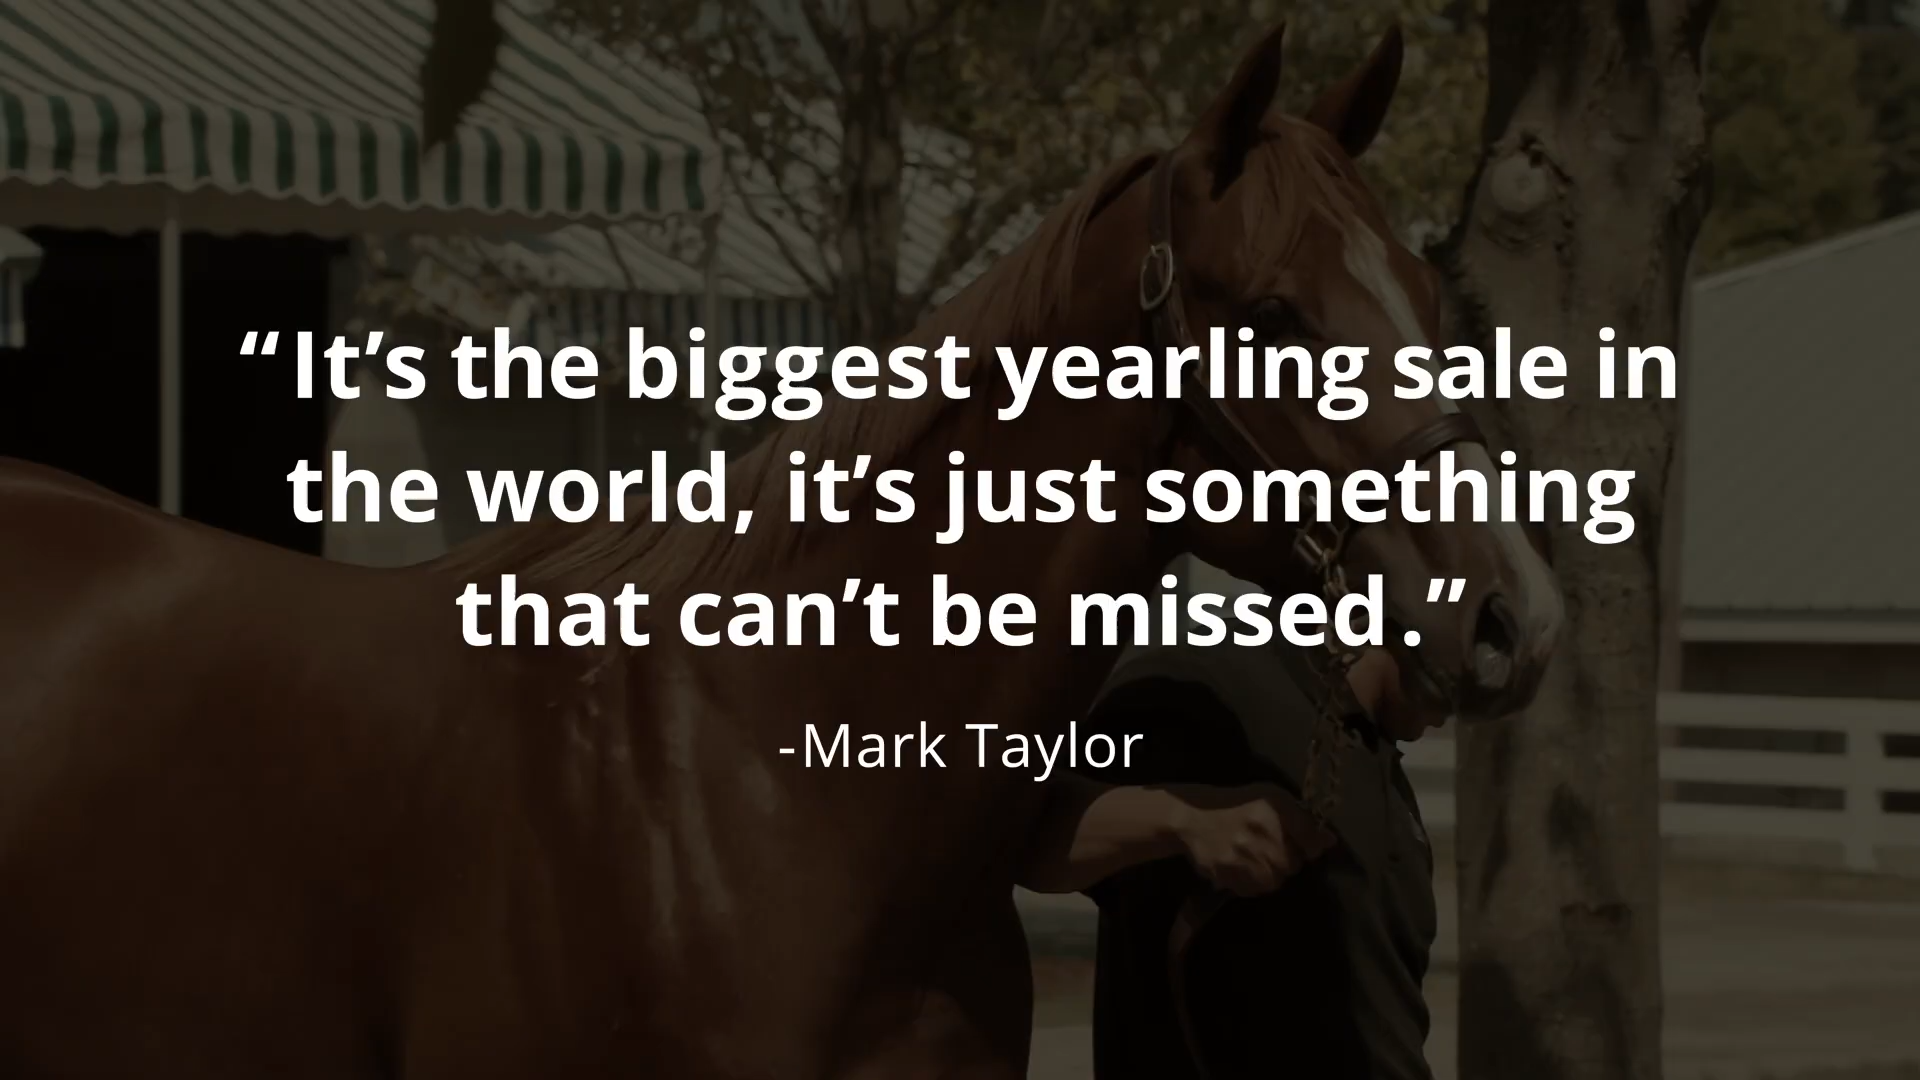 “It’s the biggest yearling sale in
the world, it’s just something
that can’t be missed.”
-Mark Taylor